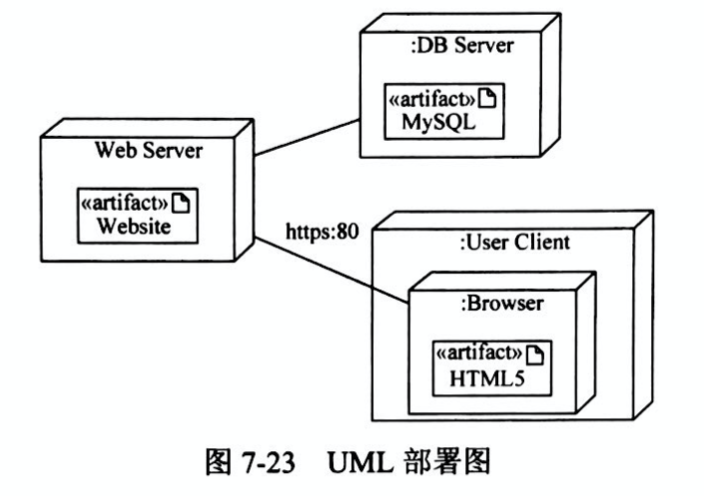 :DB Server
«artifact»
MySQL
Web Server
«artifact»
Website
https:80
:User Client
:Browser
«artifact»
HTML5
图 7-23 UML 部署图